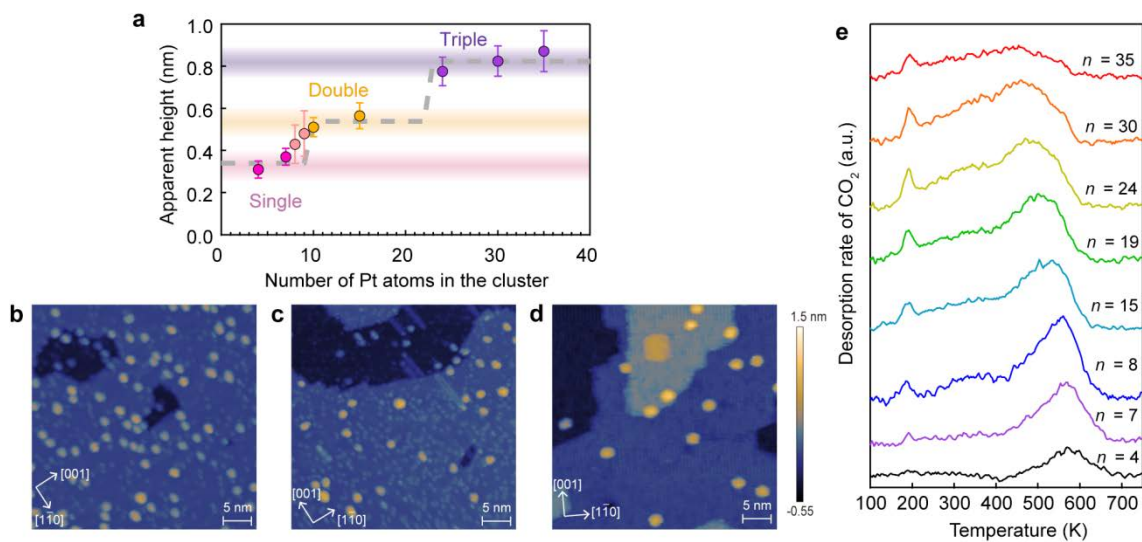 a
Apparent height (nm)
1.0
0.8
0.6
0.4
0.2
0.0
Triple
Double
Single
0 10 20 30 40
Number of Pt atoms in the cluster
b
[001]
[1̄10]
5 nm
c
[001]
[1̄10]
5 nm
d
[001]
[1̄10]
5 nm
1.5 nm
-0.55
e
Desorption rate of CO₂ (a.u.)
n = 35
n = 30
n = 24
n = 19
n = 15
n = 8
n = 7
n = 4
100 200 300 400 500 600 700
Temperature (K)